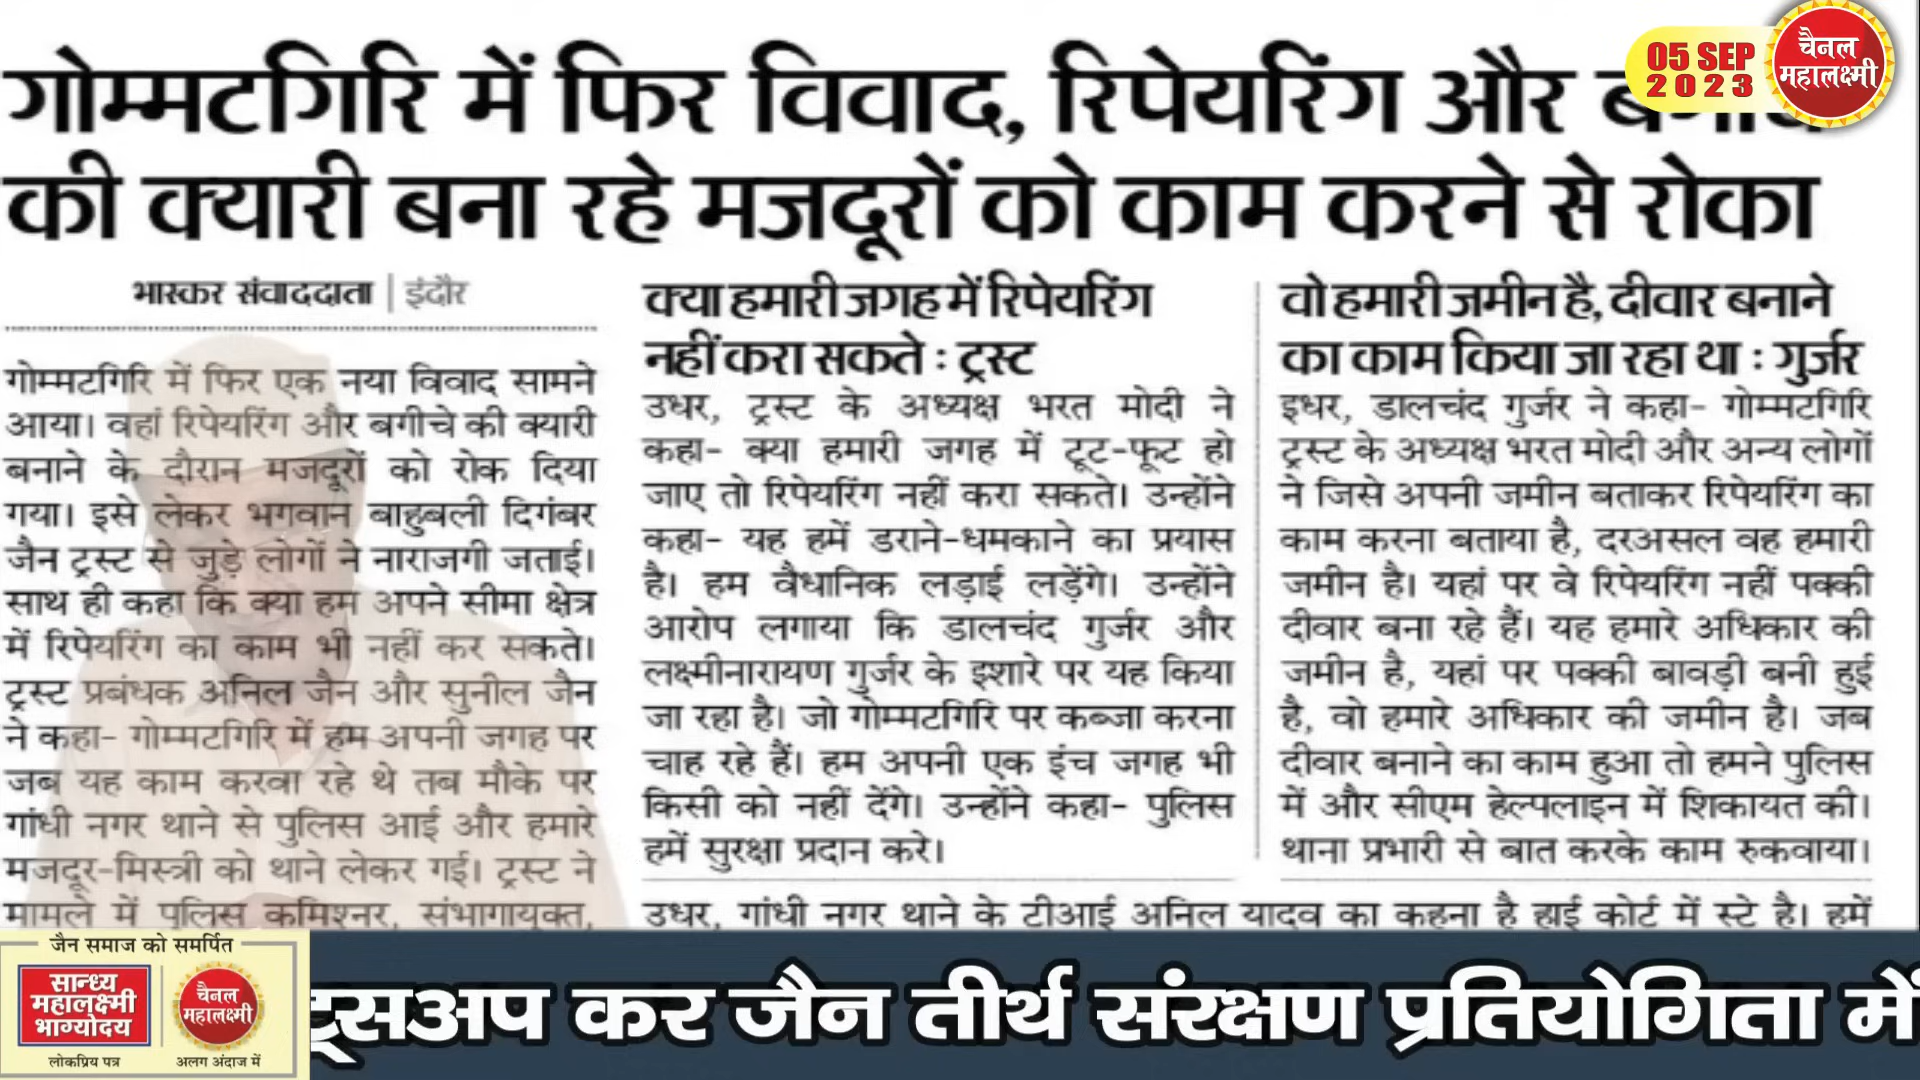 गोम्मटगिरि में फिर विवाद, रिपेयरिंग और
की क्यारी बना रहे मजदूरों को काम करने से रोका
05 SEP
2023
चैनल
महालक्ष्मी
भास्कर संवाददाता | इंदौर
गोम्मटगिरि में फिर एक नया विवाद सामने
आया। वहां रिपेयरिंग और बगीचे की क्यारी
बनाने के दौरान मजदूरों को रोक दिया
गया। इसे लेकर भगवान बाहुबली दिगंबर
जैन ट्रस्ट से जुड़े लोगों ने नाराजगी जताई।
साथ ही कहा कि क्या हम अपने सीमा क्षेत्र
में रिपेयरिंग का काम भी नहीं कर सकते।
ट्रस्ट प्रबंधक अनिल जैन और सुनील जैन
ने कहा- गोम्मटगिरि में हम अपनी जगह पर
जब यह काम करवा रहे थे तब मौके पर
गांधी नगर थाने से पुलिस आई और हमारे
मजदूर-मिस्त्री को थाने लेकर गई। ट्रस्ट ने
मामले में पुलिस कमिश्नर, संभागायुक्त,
क्या हमारी जगह में रिपेयरिंग
नहीं करा सकते : ट्रस्ट
उधर, ट्रस्ट के अध्यक्ष भरत मोदी ने
कहा- क्या हमारी जगह में टूट-फूट हो
जाए तो रिपेयरिंग नहीं करा सकते। उन्होंने
कहा- यह हमें डराने-धमकाने का प्रयास
है। हम वैधानिक लड़ाई लड़ेंगे। उन्होंने
आरोप लगाया कि डालचंद गुर्जर और
लक्ष्मीनारायण गुर्जर के इशारे पर यह किया
जा रहा है। जो गोम्मटगिरि पर कब्जा करना
चाह रहे हैं। हम अपनी एक इंच जगह भी
किसी को नहीं देंगे। उन्होंने कहा- पुलिस
हमें सुरक्षा प्रदान करे।
वो हमारी जमीन है, दीवार बनाने
का काम किया जा रहा था : गुर्जर
इधर, डालचंद गुर्जर ने कहा- गोम्मटगिरि
ट्रस्ट के अध्यक्ष भरत मोदी और अन्य लोगों
ने जिसे अपनी जमीन बताकर रिपेयरिंग का
काम करना बताया है, दरअसल वह हमारी
जमीन है। यहां पर वे रिपेयरिंग नहीं पक्की
दीवार बना रहे हैं। यह हमारे अधिकार की
जमीन है, यहां पर पक्की बावड़ी बनी हुई
है, वो हमारे अधिकार की जमीन है। जब
दीवार बनाने का काम हुआ तो हमने पुलिस
में और सीएम हेल्पलाइन में शिकायत की।
थाना प्रभारी से बात करके काम रुकवाया।
उधर, गांधी नगर थाने के टीआई अनिल यादव का कहना है हाई कोर्ट में स्टे है। हमें
जैन समाज को समर्पित
सान्ध्य
महालक्ष्मी
भाग्योदय
लोकप्रिय पत्र
चैनल
महालक्ष्मी
अलग अंदाज में
ट्सअप कर जैन तीर्थ संरक्षण प्रतियोगिता में